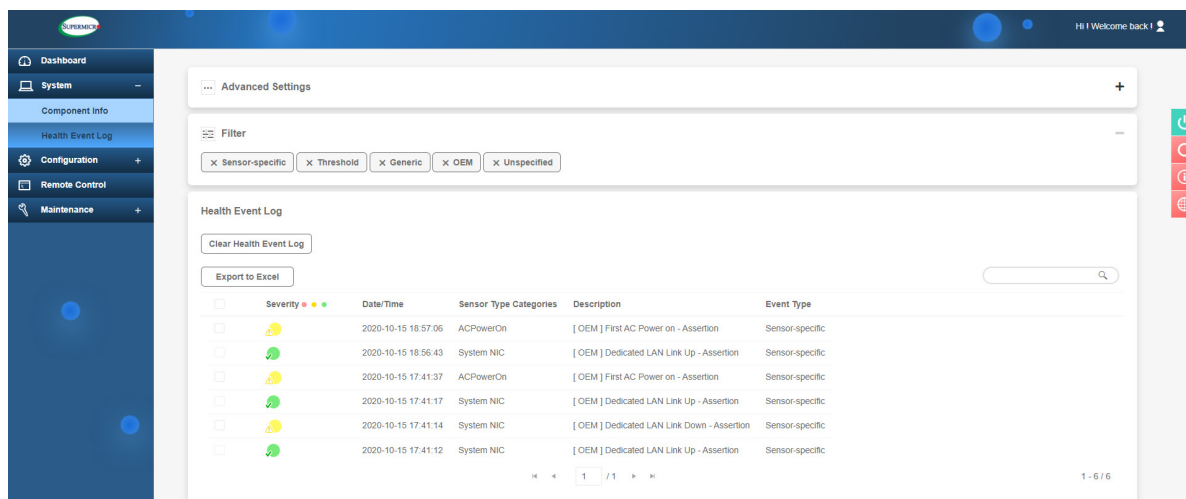 SUPERMICR
Hi ! Welcome back !
Dashboard
System −
Component Info
Health Event Log
Configuration +
Remote Control
Maintenance +
Advanced Settings +
Filter −
× Sensor-specific × Threshold × Generic × OEM × Unspecified
Health Event Log
Clear Health Event Log
Export to Excel
Severity Date/Time Sensor Type Categories Description Event Type
2020-10-15 18:57:06 ACPowerOn [ OEM ] First AC Power on - Assertion Sensor-specific
2020-10-15 18:56:43 System NIC [ OEM ] Dedicated LAN Link Up - Assertion Sensor-specific
2020-10-15 17:41:37 ACPowerOn [ OEM ] First AC Power on - Assertion Sensor-specific
2020-10-15 17:41:17 System NIC [ OEM ] Dedicated LAN Link Up - Assertion Sensor-specific
2020-10-15 17:41:14 System NIC [ OEM ] Dedicated LAN Link Down - Assertion Sensor-specific
2020-10-15 17:41:12 System NIC [ OEM ] Dedicated LAN Link Up - Assertion Sensor-specific
1 / 1 1 - 6 / 6